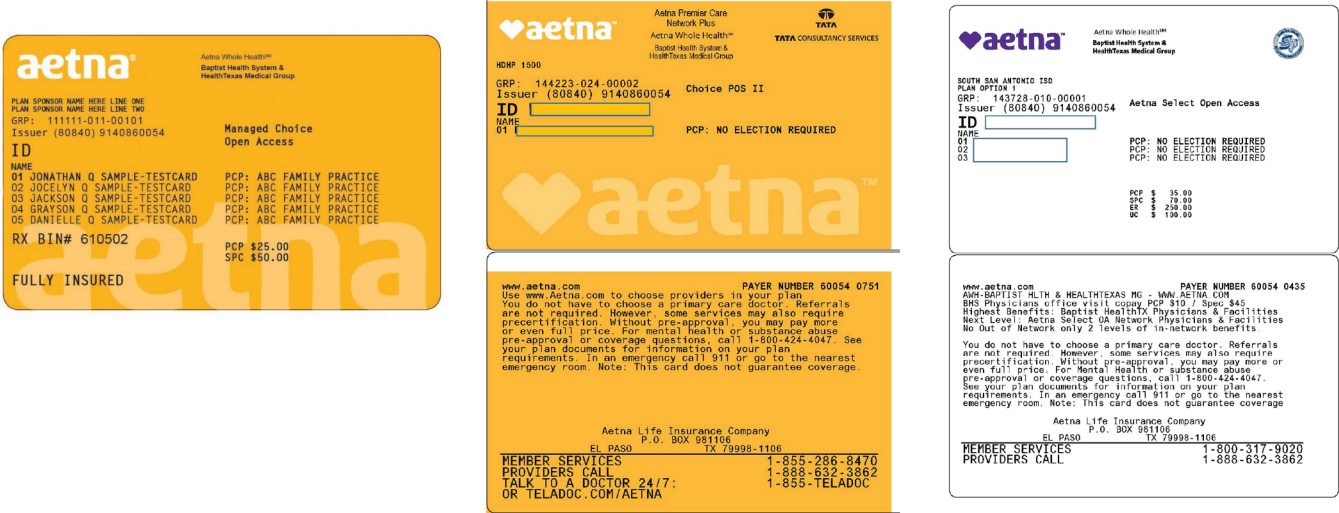 aetna®
Aetna Whole Health℠
Baptist Health System &
HealthTexas Medical Group
PLAN SPONSOR NAME HERE LINE ONE
PLAN SPONSOR NAME HERE LINE TWO
GRP: 111111-011-00101
Issuer (80840) 9140860054
Managed Choice
Open Access
ID
NAME
01 JONATHAN Q SAMPLE-TESTCARD PCP: ABC FAMILY PRACTICE
02 JOCELYN Q SAMPLE-TESTCARD PCP: ABC FAMILY PRACTICE
03 JACKSON Q SAMPLE-TESTCARD PCP: ABC FAMILY PRACTICE
04 GRAYSON Q SAMPLE-TESTCARD PCP: ABC FAMILY PRACTICE
05 DANIELLE Q SAMPLE-TESTCARD PCP: ABC FAMILY PRACTICE
RX BIN# 610502
PCP $25.00
SPC $50.00
FULLY INSURED
aetna
aetna™
Aetna Premier Care
Network Plus
Aetna Whole Health℠
Baptist Health System &
HealthTexas Medical Group
TATA
TATA CONSULTANCY SERVICES
HDHP 1500
GRP: 144223-024-00002
Issuer (80840) 9140860054
Choice POS II
ID
NAME
01 PCP: NO ELECTION REQUIRED
aetna™
www.aetna.com PAYER NUMBER 60054 0751
Use www.Aetna.com to choose providers in your plan
You do not have to choose a primary care doctor. Referrals
are not required. However, some services may also require
precertification. Without pre-approval, you may pay more
or even full price. For mental health or substance abuse
pre-approval or coverage questions, call 1-800-424-4047. See
your plan documents for information on your plan
requirements. In an emergency call 911 or go to the nearest
emergency room. Note: This card does not guarantee coverage.
Aetna Life Insurance Company
P.O. BOX 981106
EL PASO TX 79998-1106
MEMBER SERVICES 1-855-286-8470
PROVIDERS CALL 1-888-632-3862
TALK TO A DOCTOR 24/7: 1-855-TELADOC
OR TELADOC.COM/AETNA
aetna™
Aetna Whole Health℠
Baptist Health System &
HealthTexas Medical Group
SOUTH SAN ANTONIO ISD
PLAN OPTION 1
GRP: 143728-010-00001
Issuer (80840) 9140860054
Aetna Select Open Access
ID
NAME
01 PCP: NO ELECTION REQUIRED
02 PCP: NO ELECTION REQUIRED
03 PCP: NO ELECTION REQUIRED
PCP $ 35.00
SPC $ 70.00
ER $ 250.00
UC $ 100.00
www.aetna.com PAYER NUMBER 60054 0435
AWH-BAPTIST HLTH & HEALTHTEXAS MG - WWW.AETNA.COM
BHS Physicians office visit copay PCP $10 / Spec $45
Highest Benefits: Baptist HealthTX Physicians & Facilities
Next Level: Aetna Select OA Network Physicians & Facilities
No Out of Network only 2 levels of in-network benefits.
You do not have to choose a primary care doctor. Referrals
are not required. However, some services may also require
precertification. Without pre-approval, you may pay more or
even full price. For Mental Health or substance abuse
pre-approval or coverage questions, call 1-800-424-4047.
See your plan documents for information on your plan
requirements. In an emergency call 911 or go to the nearest
emergency room. Note: This card does not guarantee coverage
Aetna Life Insurance Company
P.O. BOX 981106
EL PASO TX 79998-1106
MEMBER SERVICES 1-800-317-9020
PROVIDERS CALL 1-888-632-3862